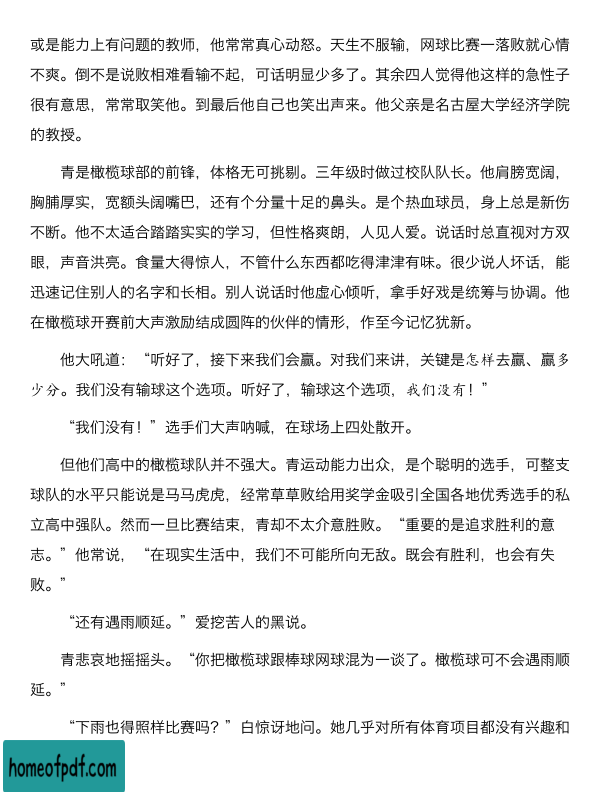 或是能力上有问题的教师，他常常真心动怒。天生不服输，网球比赛一落败就心情
不爽。倒不是说败相难看输不起，可话明显少多了。其余四人觉得他这样的急性子
很有意思，常常取笑他。到最后他自己也笑出声来。他父亲是名古屋大学经济学院
的教授。
青是橄榄球部的前锋，体格无可挑剔。三年级时做过校队队长。他肩膀宽阔，
胸脯厚实，宽额头阔嘴巴，还有个分量十足的鼻头。是个热血球员，身上总是新伤
不断。他不太适合踏踏实实的学习，但性格爽朗，人见人爱。说话时总直视对方双
眼，声音洪亮。食量大得惊人，不管什么东西都吃得津津有味。很少说人坏话，能
迅速记住别人的名字和长相。别人说话时他虚心倾听，拿手好戏是统筹与协调。他
在橄榄球开赛前大声激励结成圆阵的伙伴的情形，作至今记忆犹新。
他大吼道：“听好了，接下来我们会赢。对我们来讲，关键是怎样去赢、赢多
少分。我们没有输球这个选项。听好了，输球这个选项，我们没有！”
“我们没有！”选手们大声呐喊，在球场上四处散开。
但他们高中的橄榄球队并不强大。青运动能力出众，是个聪明的选手，可整支
球队的水平只能说是马马虎虎，经常草草败给用奖学金吸引全国各地优秀选手的私
立高中强队。然而一旦比赛结束，青却不太介意胜败。“重要的是追求胜利的意
志。”他常说，“在现实生活中，我们不可能所向无敌。既会有胜利，也会有失
败。”
“还有遇雨顺延。”爱挖苦人的黑说。
青悲哀地摇摇头。“你把橄榄球跟棒球网球混为一谈了。橄榄球可不会遇雨顺
延。”
“下雨也得照样比赛吗？”白惊讶地问。她几乎对所有体育项目都没有兴趣和
homeofpdf.com